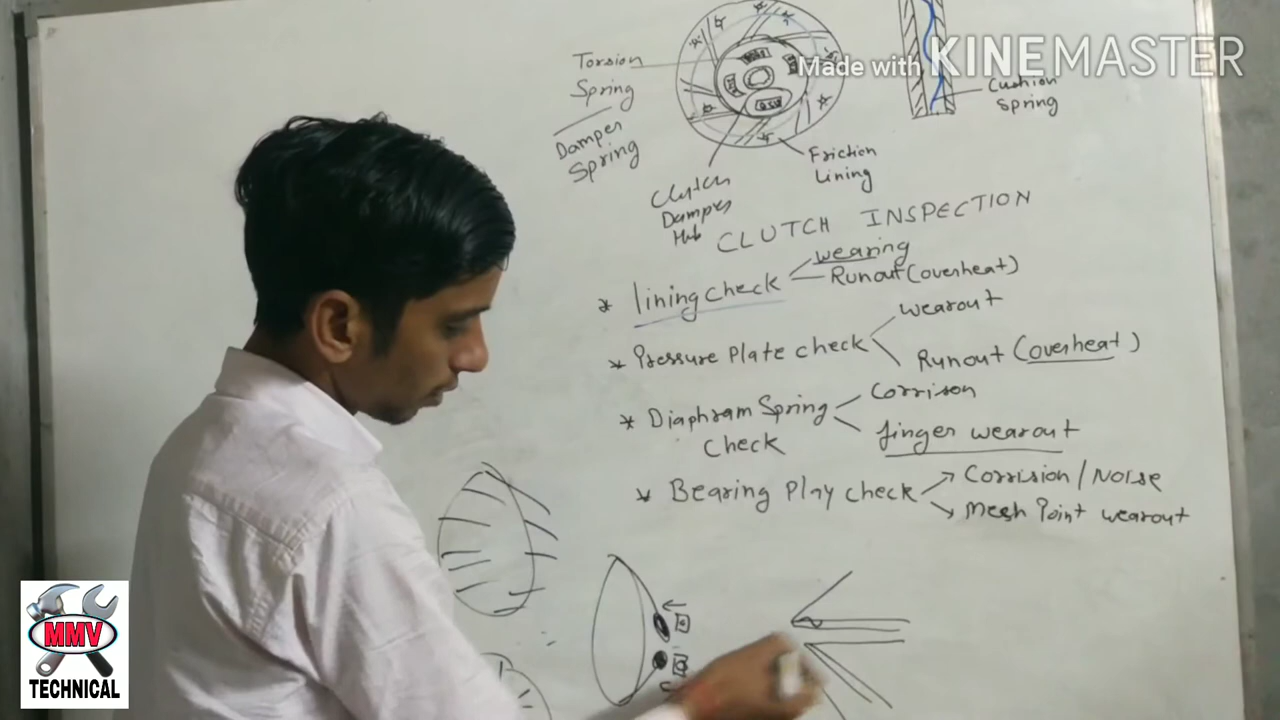 Torsion
Spring
Damper
Spring
Made with KINEMASTER
Cushion
Spring
Friction
Lining
Clutch
Damper
Hub
CLUTCH INSPECTION
* lining check
wearing
Runout (overheat)
* Pressure Plate check
wearout
Runout (overheat)
* Diaphram Spring
Check
Corrison
finger wearout
* Bearing Play check
Corrision / Noise
Mesh Point wearout
MMV
TECHNICAL